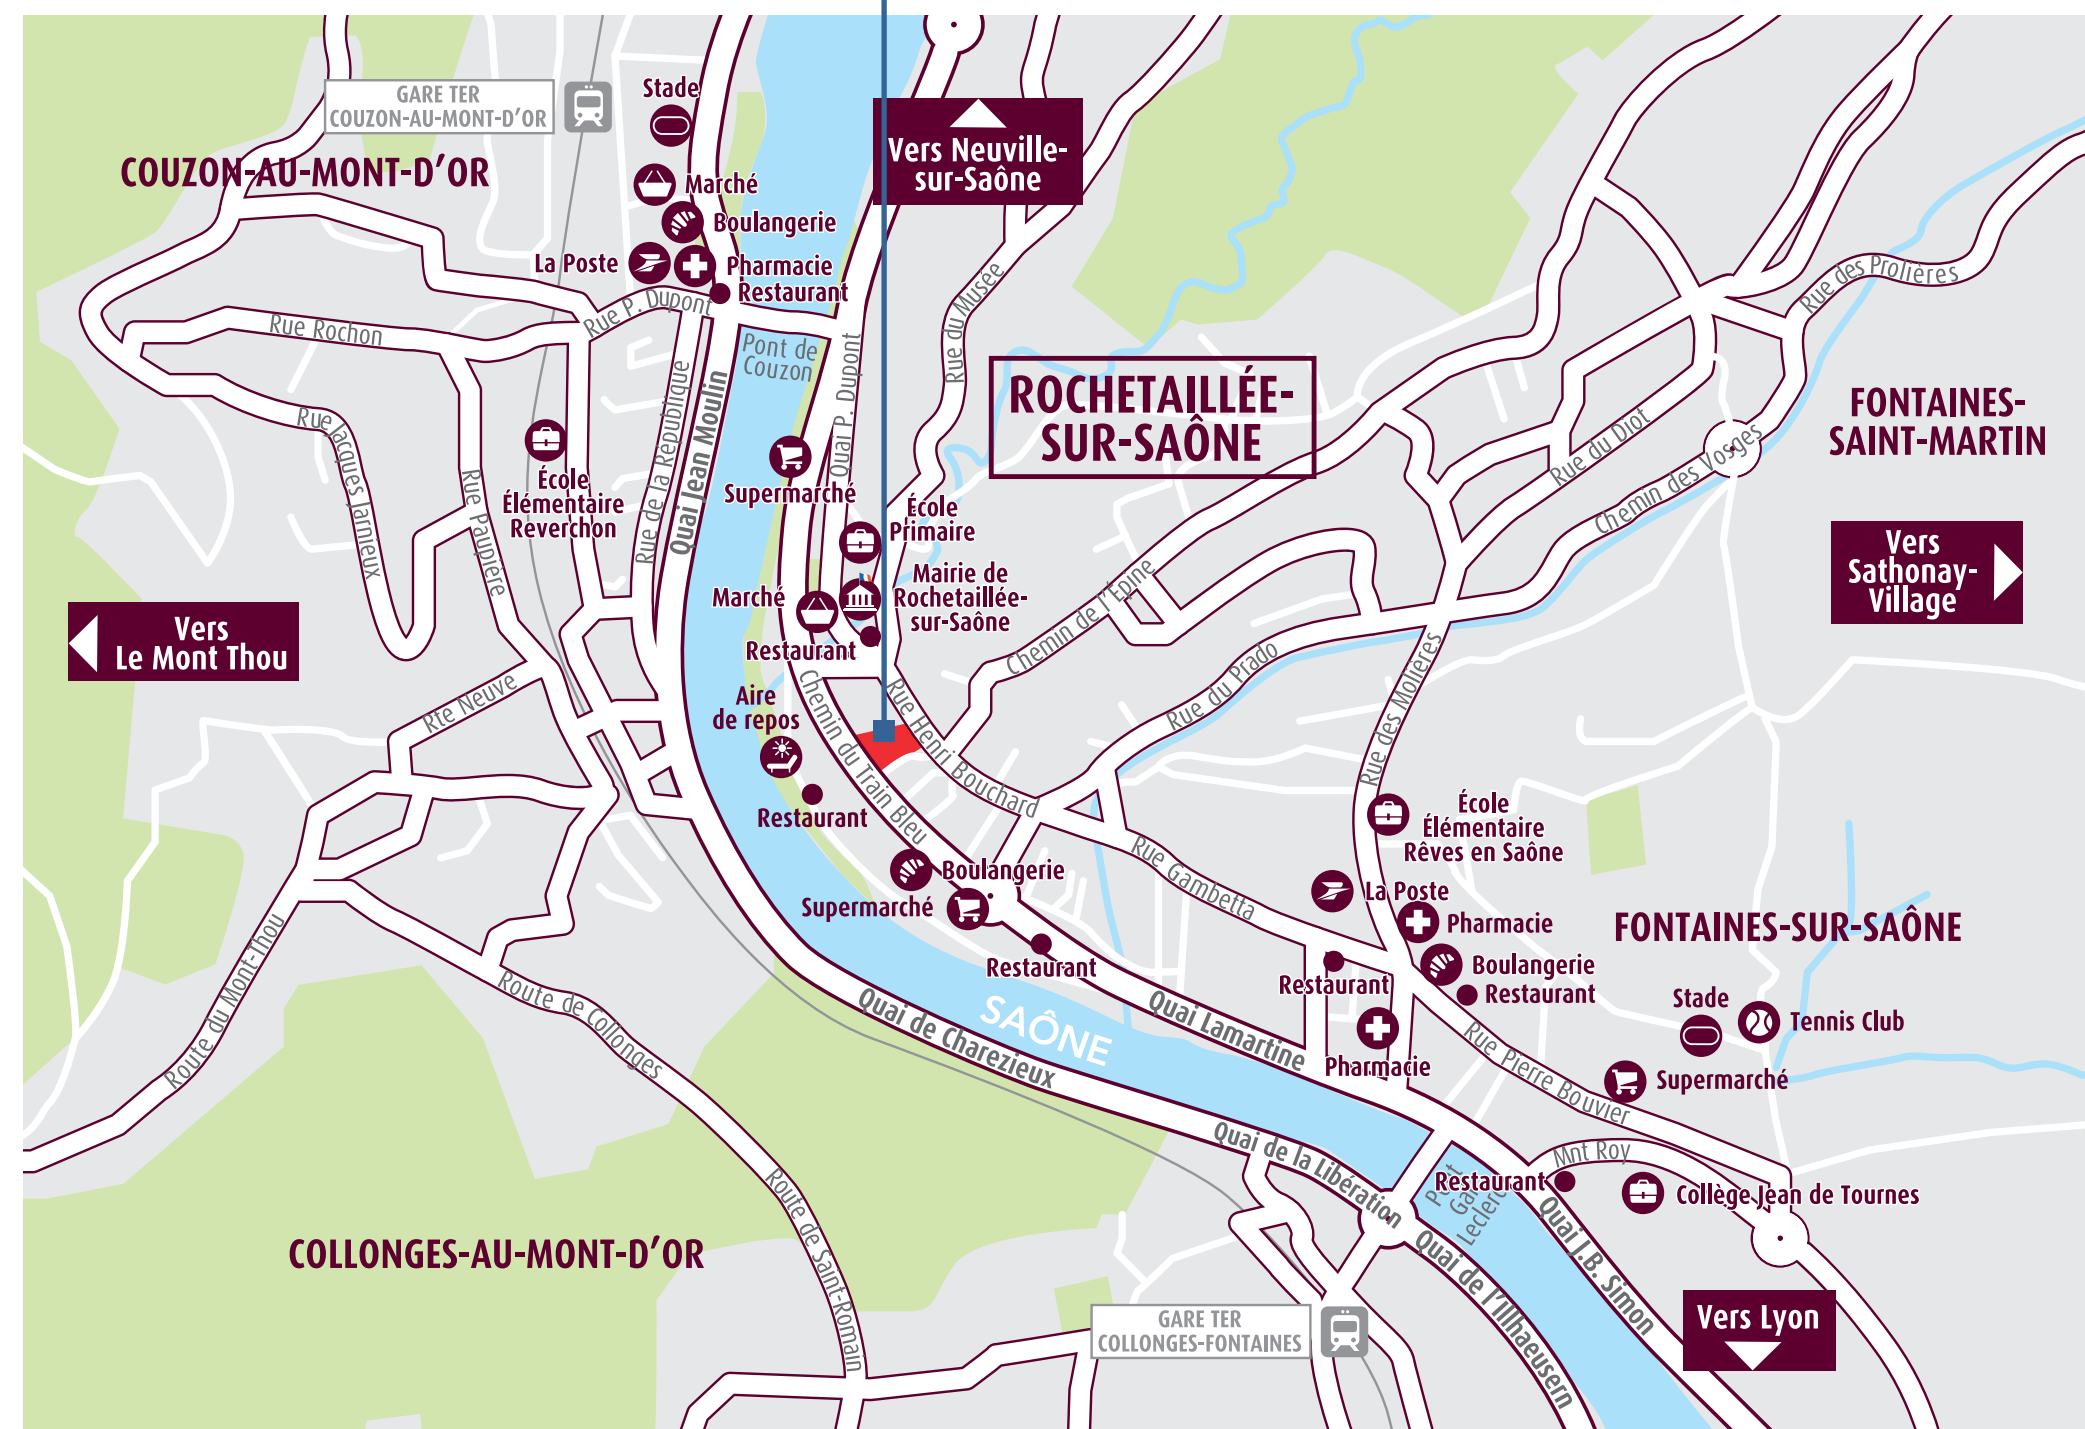 GARE TER
COUZON-AU-MONT-D'OR
Stade
COUZON-AU-MONT-D'OR
Marché
Boulangerie
La Poste
Pharmacie
Restaurant
Vers Neuville-
sur-Saône
Rue P. Dupont
Rue Rochon
Pont de
Couzon
Quai P. Dupont
Rue du Musée
Rue des Prolières
ROCHETAILLÉE-
SUR-SAÔNE
FONTAINES-
SAINT-MARTIN
Rue Jacques Jarnieux
Rue Paupière
École
Élémentaire
Reverchon
Rue de la République
Quai Jean Moulin
Supermarché
École
Primaire
Rue du Diot
Chemin des Vosges
Vers
Sathonay-
Village
Vers
Le Mont Thou
Marché
Mairie de
Rochetaillée-
sur-Saône
Restaurant
Chemin de l'Épine
Rue du Prado
Rue des Molières
Rte Neuve
Aire
de repos
Restaurant
Chemin du Train Bleu
Rue Henri Bouchard
Boulangerie
Supermarché
Restaurant
Rue Gambetta
École
Élémentaire
Rêves en Saône
La Poste
Pharmacie
Boulangerie
Restaurant
Restaurant
Pharmacie
FONTAINES-SUR-SAÔNE
Stade
Tennis Club
Supermarché
Route du Mont-Thou
Route de Collonges
Quai de Charezieux
SAÔNE
Quai Lamartine
Rue Pierre Bouvier
Mnt Roy
Restaurant
Collège Jean de Tournes
Quai de la Libération
Pont
Gal
Leclerc
Quai J.B. Simon
Quai de l'Illhaeusern
COLLONGES-AU-MONT-D'OR
Route de Saint-Romain
GARE TER
COLLONGES-FONTAINES
Vers Lyon